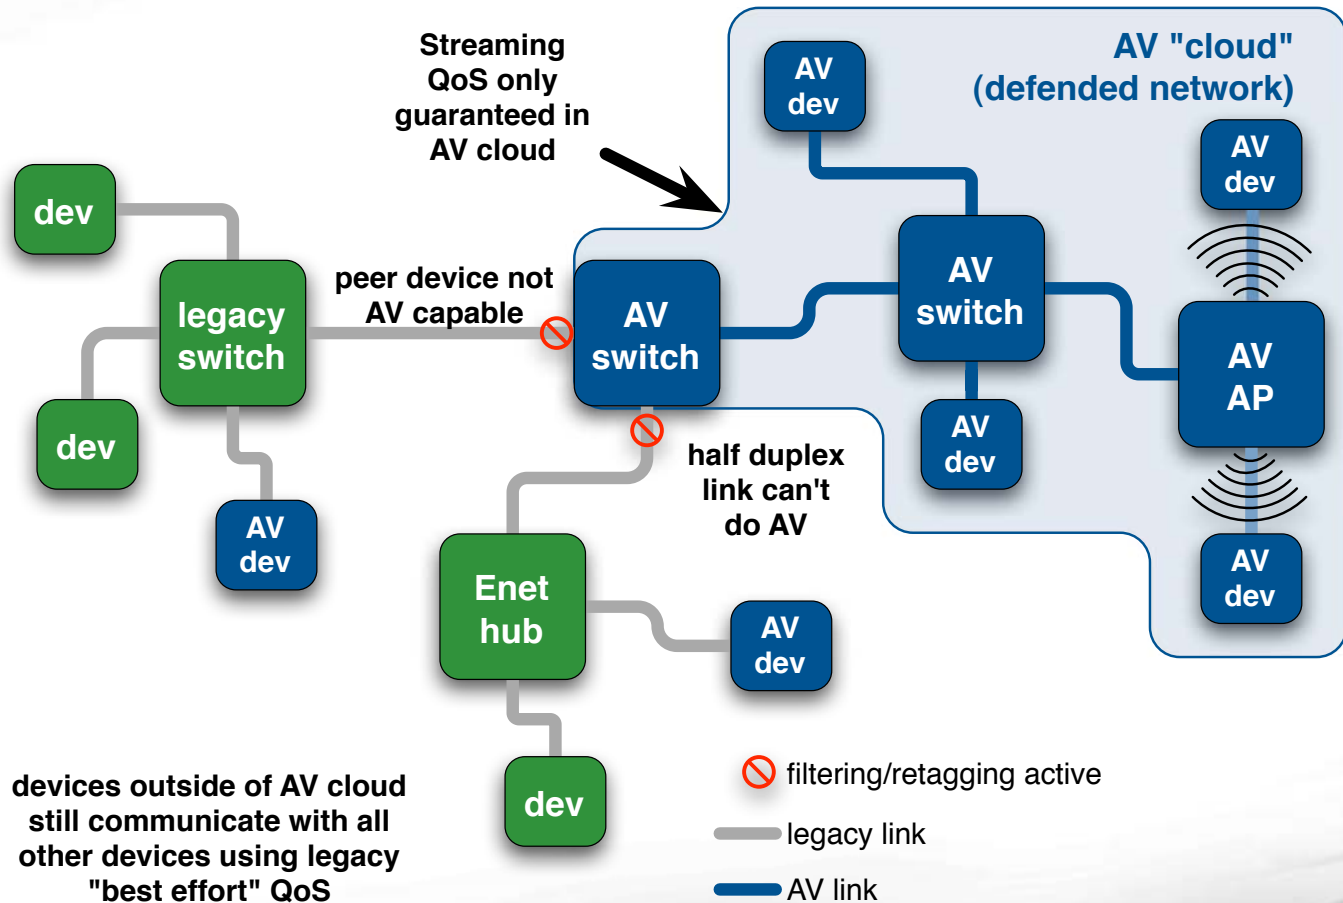 Streaming
QoS only
guaranteed in
AV cloud
AV "cloud"
(defended network)
AV
dev
AV
dev
dev
legacy
switch
peer device not
AV capable
AV
switch
AV
switch
AV
AP
dev
AV
dev
AV
dev
half duplex
link can't
do AV
AV
dev
Enet
hub
AV
dev
dev
devices outside of AV cloud
still communicate with all
other devices using legacy
"best effort" QoS
filtering/retagging active
legacy link
AV link